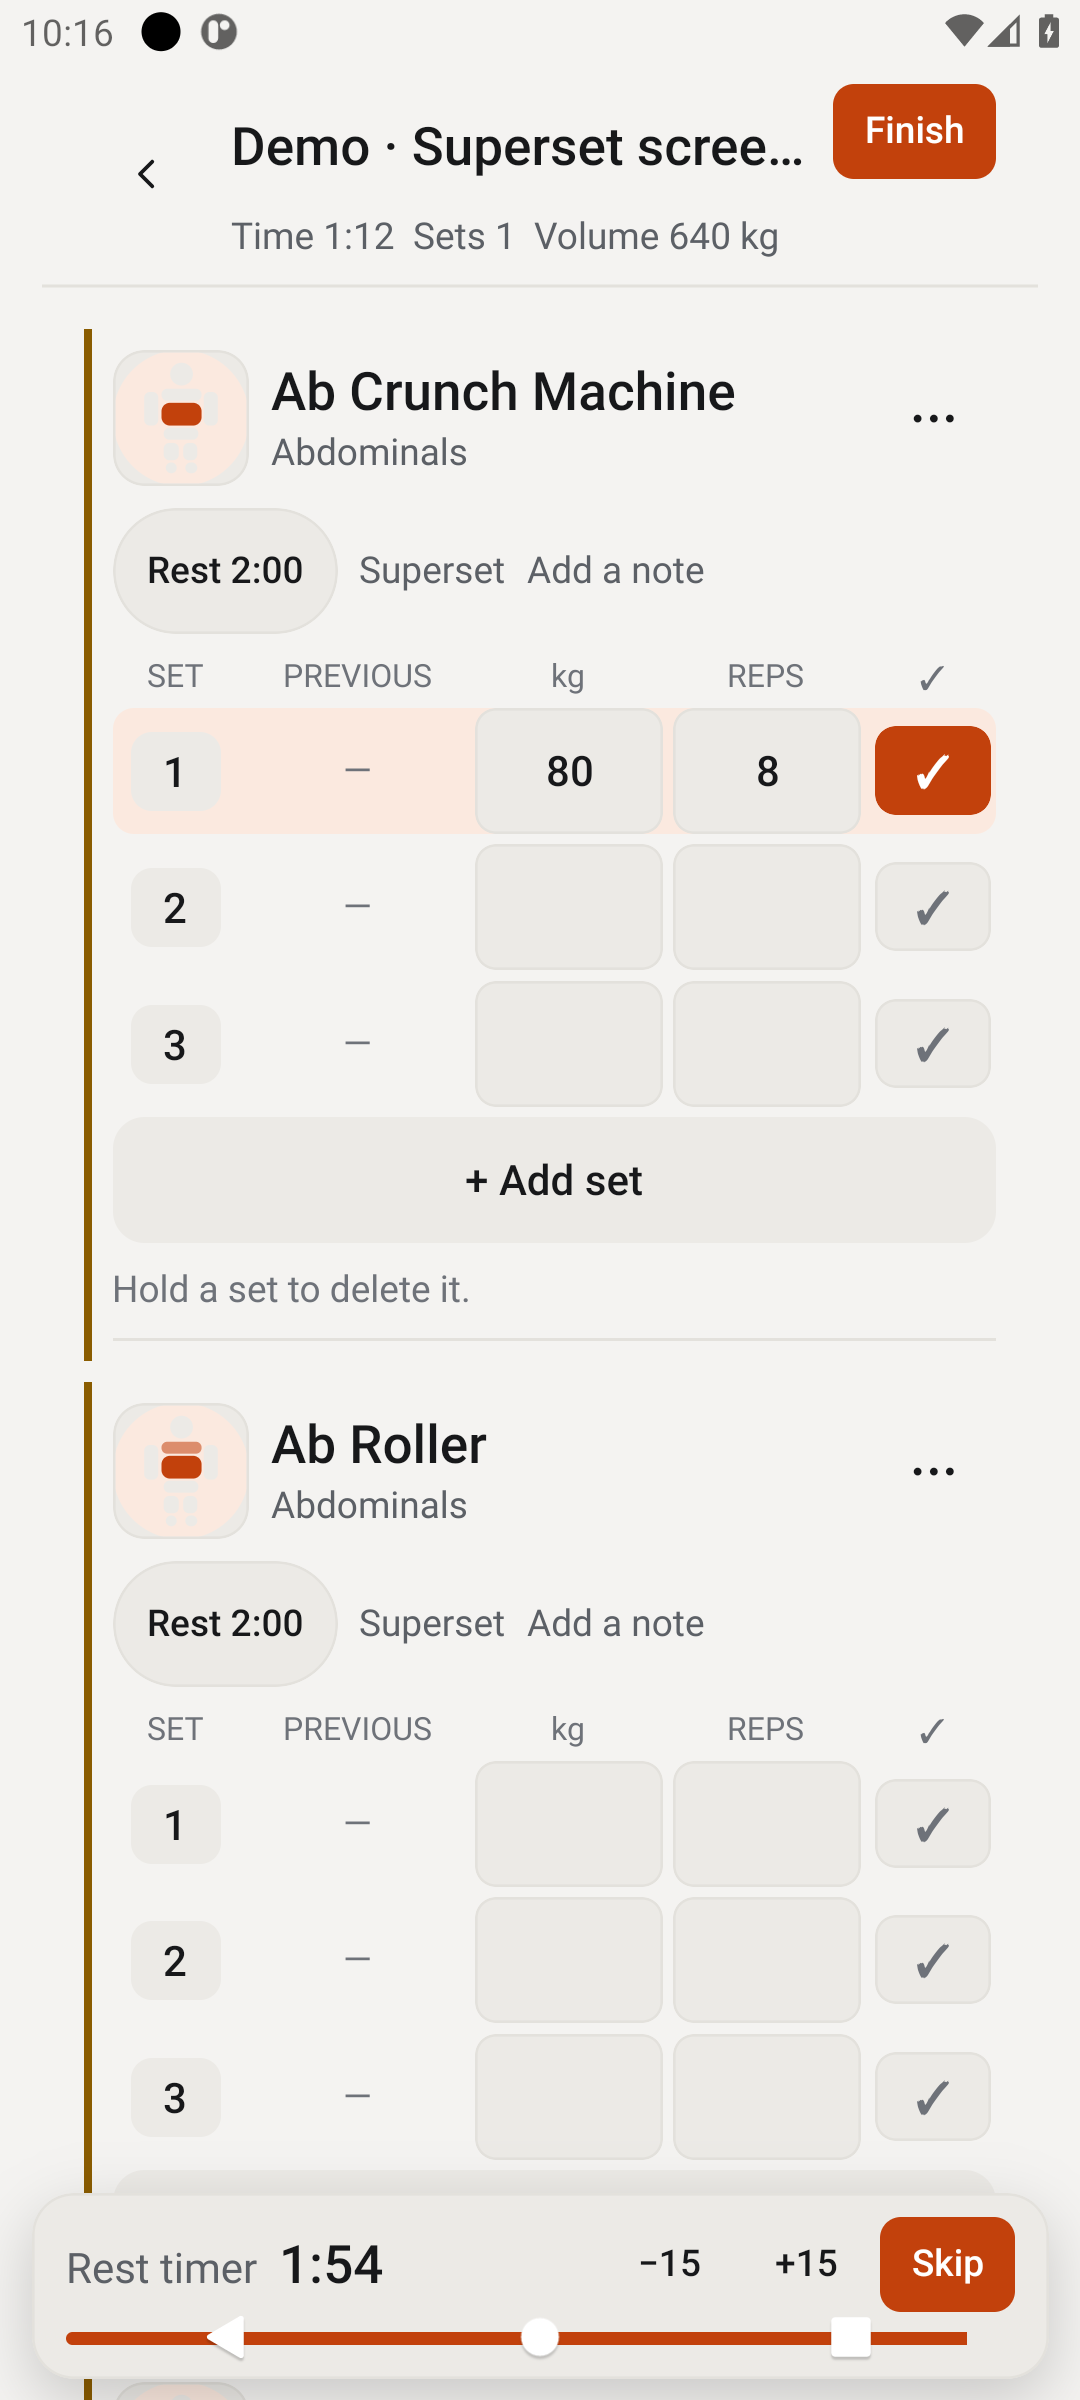 10:16
Demo · Superset scree...
Finish
Time 1:12 Sets 1 Volume 640 kg
Ab Crunch Machine
Abdominals
Rest 2:00 Superset Add a note
SET PREVIOUS kg REPS ✓
1 – 80 8 ✓
2 – ✓
3 – ✓
+ Add set
Hold a set to delete it.
Ab Roller
Abdominals
Rest 2:00 Superset Add a note
SET PREVIOUS kg REPS ✓
1 – ✓
2 – ✓
3 – ✓
Rest timer 1:54 −15 +15 Skip